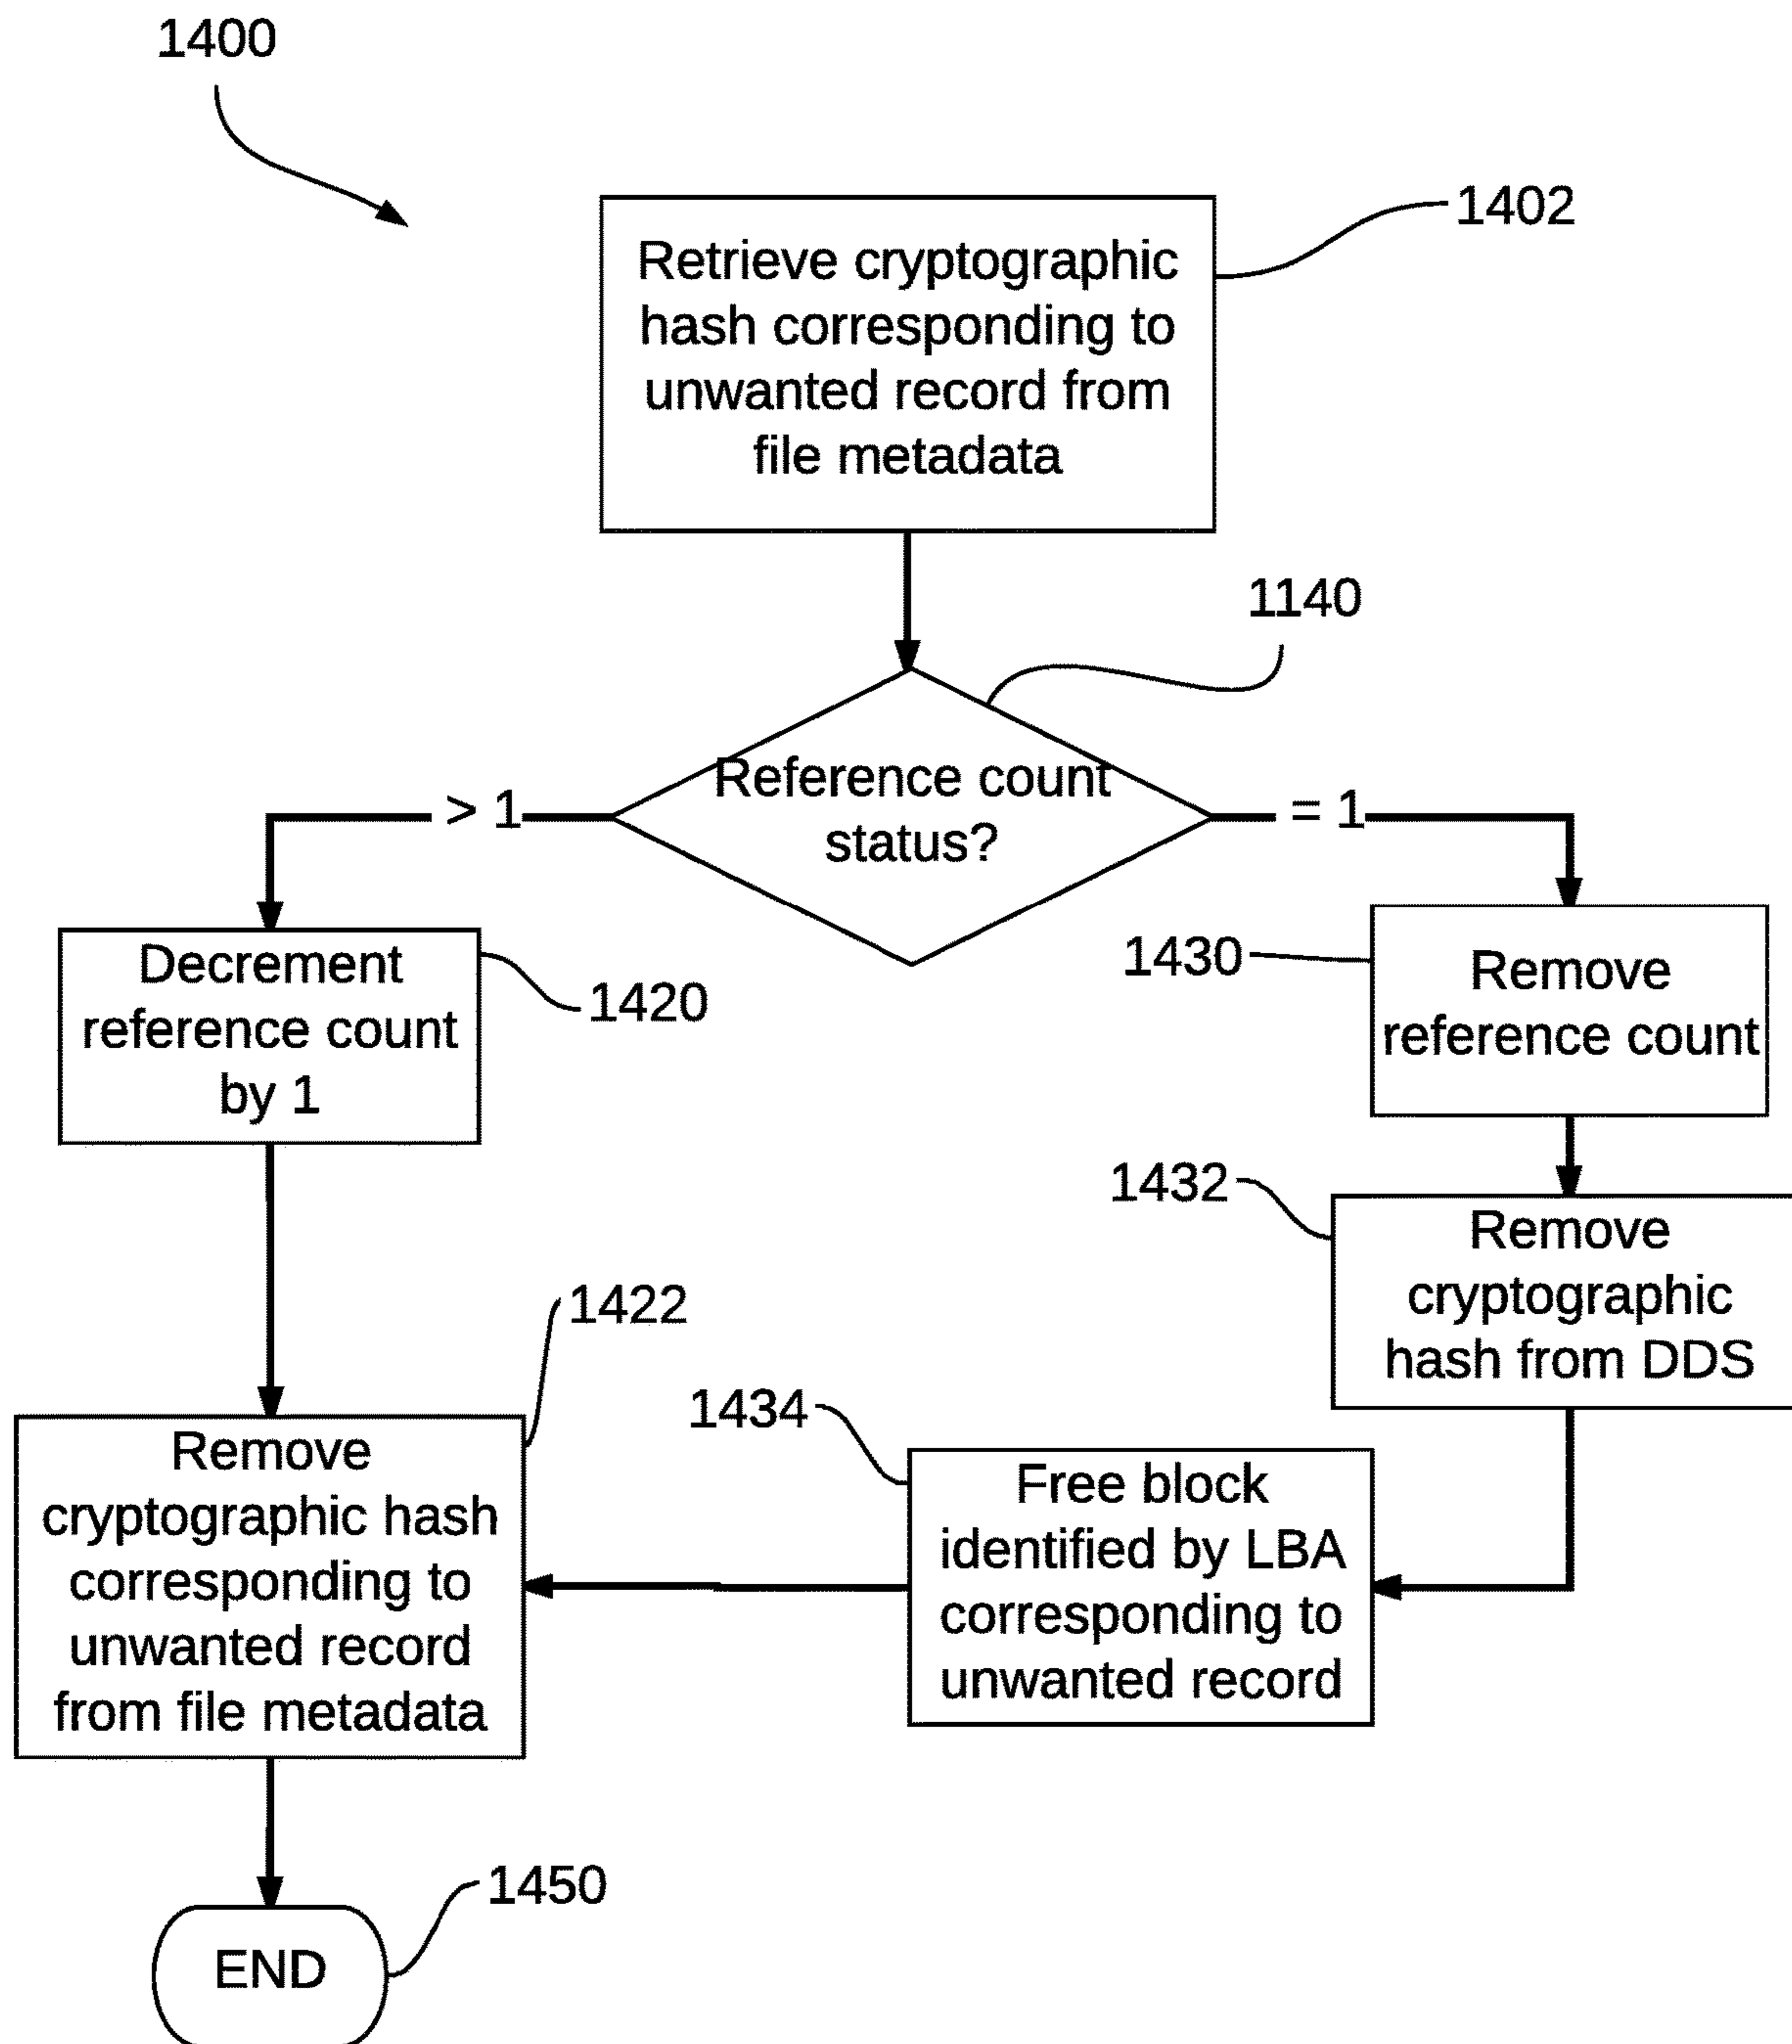 1400
1402
Retrieve cryptographic
hash corresponding to
unwanted record from
file metadata
1140
Reference count
status?
> 1
= 1
Decrement
reference count
by 1
1420
1430
Remove
reference count
1432
Remove
cryptographic
hash from DDS
1422
Remove
cryptographic hash
corresponding to
unwanted record
from file metadata
1434
Free block
identified by LBA
corresponding to
unwanted record
1450
END